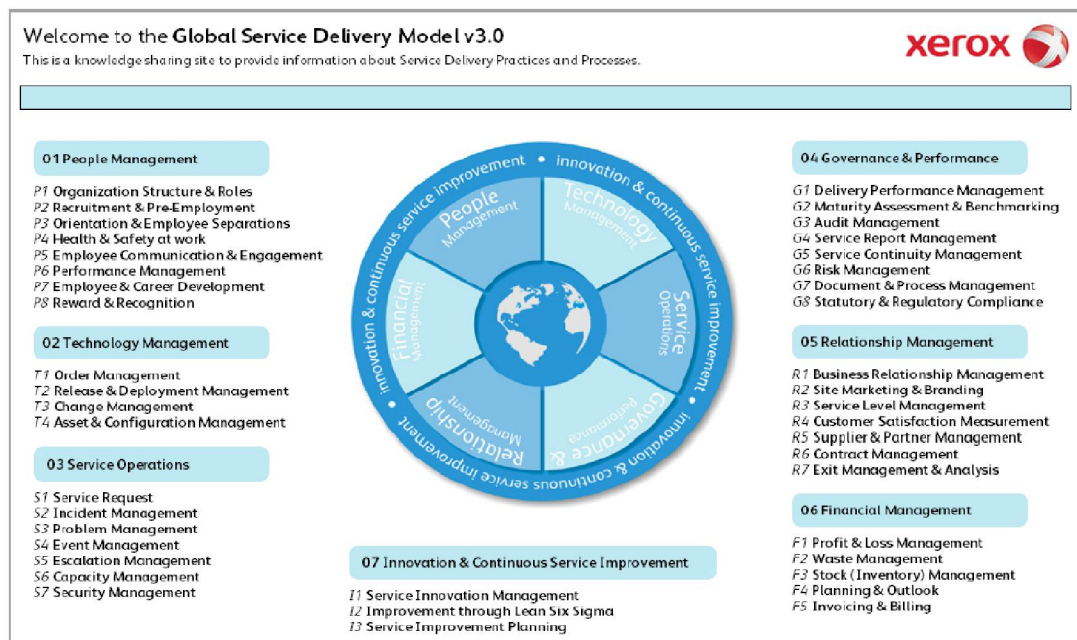 Welcome to the Global Service Delivery Model v3.0
This is a knowledge sharing site to provide information about Service Delivery Practices and Processes.
xerox
01 People Management
P1 Organization Structure & Roles
P2 Recruitment & Pre-Employment
P3 Orientation & Employee Separations
P4 Health & Safety at work
P5 Employee Communication & Engagement
P6 Performance Management
P7 Employee & Career Development
P8 Reward & Recognition
02 Technology Management
T1 Order Management
T2 Release & Deployment Management
T3 Change Management
T4 Asset & Configuration Management
03 Service Operations
S1 Service Request
S2 Incident Management
S3 Problem Management
S4 Event Management
S5 Escalation Management
S6 Capacity Management
S7 Security Management
innovation & continuous service improvement • innovation & continuous service improvement • innovation & continuous service improvement •
People
Management
Technology
Management
Service
Operations
Governance &
Performance
Relationship
Management
Financial
Management
07 Innovation & Continuous Service Improvement
I1 Service Innovation Management
I2 Improvement through Lean Six Sigma
I3 Service Improvement Planning
04 Governance & Performance
G1 Delivery Performance Management
G2 Maturity Assessment & Benchmarking
G3 Audit Management
G4 Service Report Management
G5 Service Continuity Management
G6 Risk Management
G7 Document & Process Management
G8 Statutory & Regulatory Compliance
05 Relationship Management
R1 Business Relationship Management
R2 Site Marketing & Branding
R3 Service Level Management
R4 Customer Satisfaction Measurement
R5 Supplier & Partner Management
R6 Contract Management
R7 Exit Management & Analysis
06 Financial Management
F1 Profit & Loss Management
F2 Waste Management
F3 Stock (Inventory) Management
F4 Planning & Outlook
F5 Invoicing & Billing